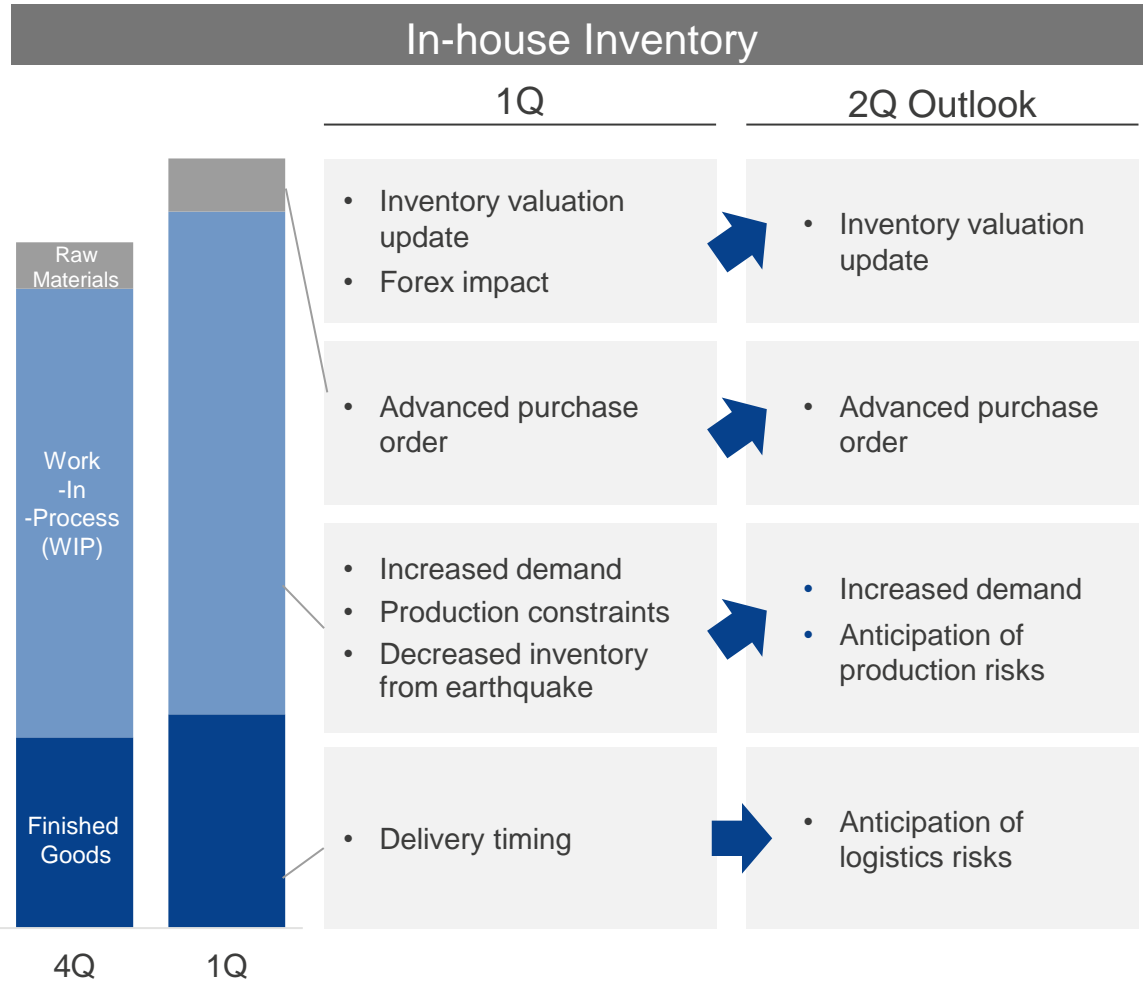 In-house Inventory
1Q
2Q Outlook
Raw
Materials
Work
-In
-Process
(WIP)
Finished
Goods
4Q
1Q
• Inventory valuation
update
• Forex impact
• Inventory valuation
update
• Advanced purchase
order
• Advanced purchase
order
• Increased demand
• Production constraints
• Decreased inventory
from earthquake
• Increased demand
• Anticipation of
production risks
• Delivery timing
• Anticipation of
logistics risks